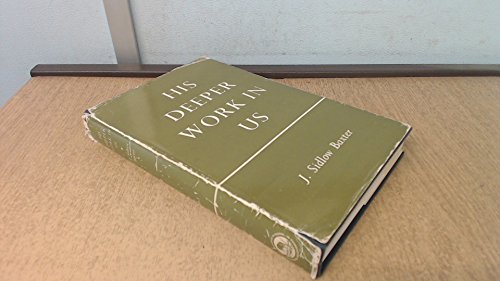 HIS
DEEPER
WORK IN
US
J. Sidlow Baxter